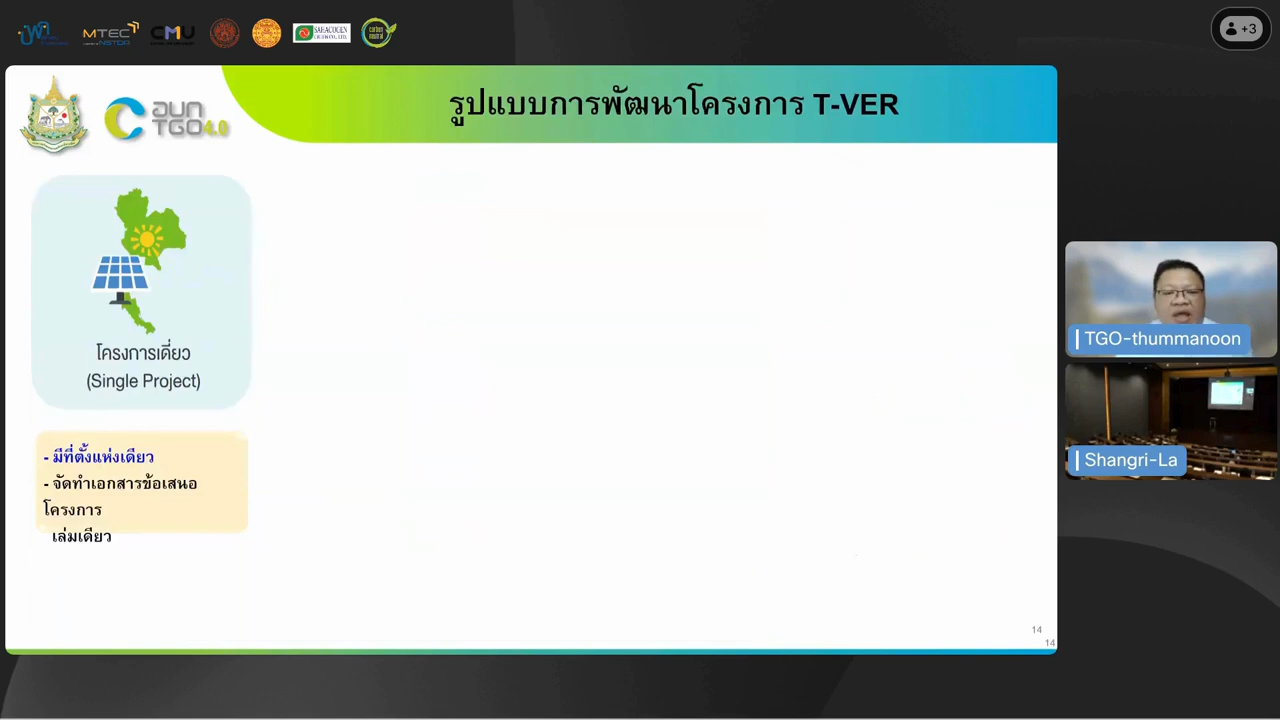 MTEC
NSTDA
CMU
SAHACOGEN
carbon neutral
+3
อบก
TGO 4.0
รูปแบบการพัฒนาโครงการ T-VER
โครงการเดี่ยว
(Single Project)
- มีที่ตั้งแห่งเดียว
- จัดทำเอกสารข้อเสนอ
โครงการ
เล่มเดียว
TGO-thummanoon
Shangri-La
14
14